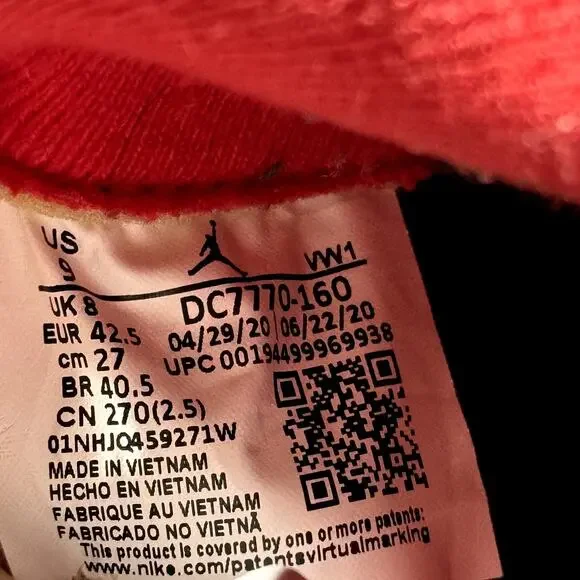 US
9
VW1
UK 8
DC7770-160
EUR 42.5
04/29/20 06/22/20
cm 27
UPC 00194499969938
BR 40.5
CN 270(2.5)
01NHJQ459271W
MADE IN VIETNAM
HECHO EN VIETNAM
FABRIQUE AU VIETNAM
FABRICADO NO VIETNÃ
This product is covered by one or more patents:
www.nike.com/patentsvirtualmarking